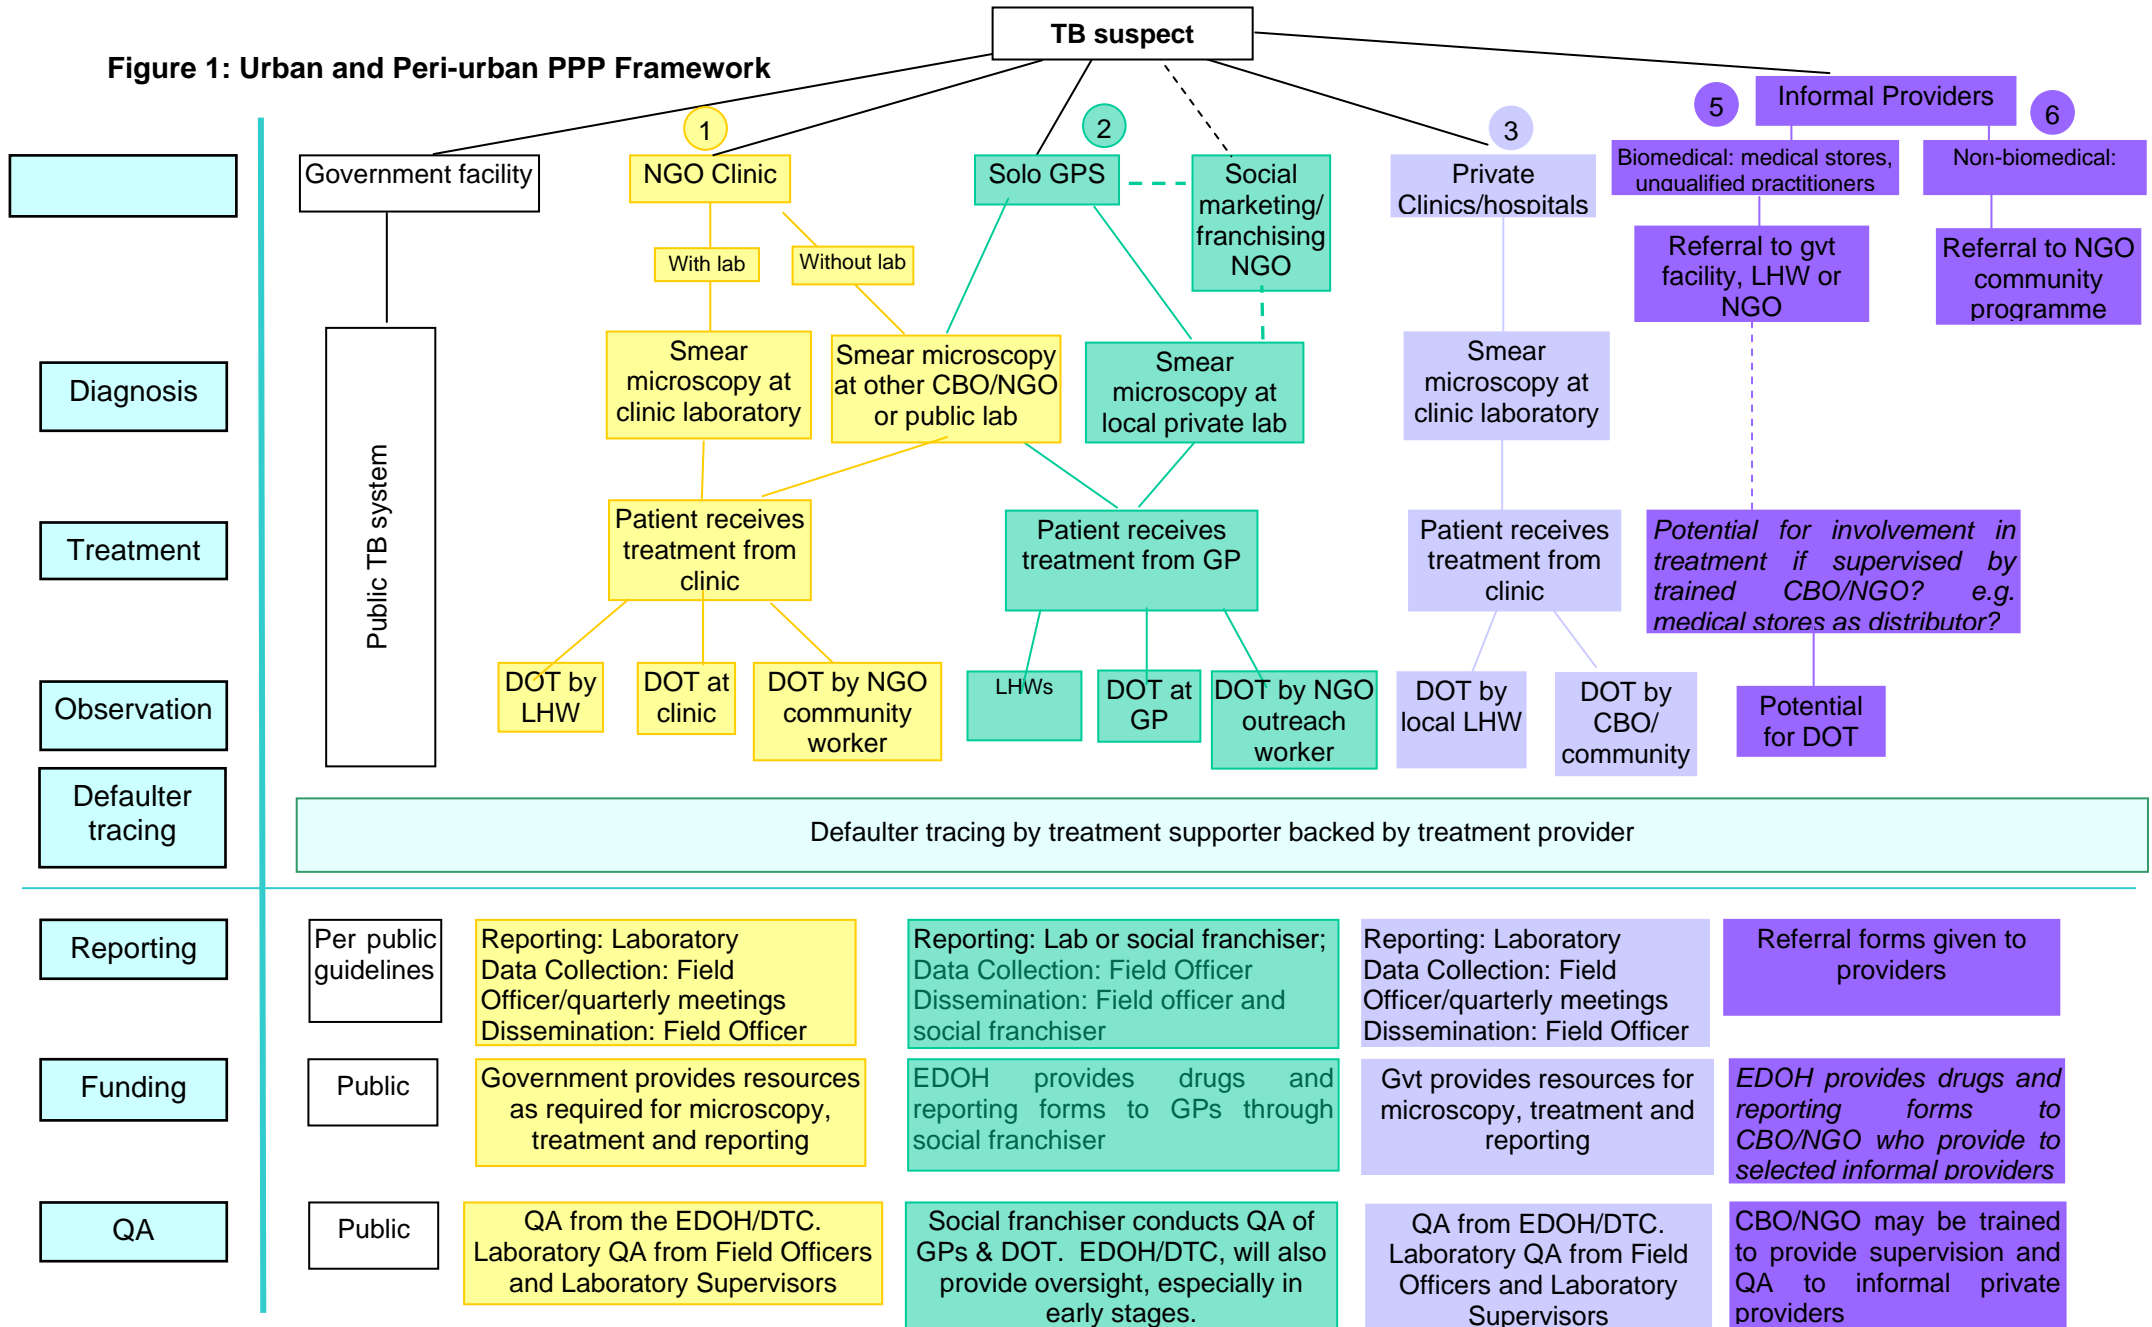 TB suspect
Figure 1: Urban and Peri-urban PPP Framework
1
2
3
5
Informal Providers
6
Government facility
NGO Clinic
Solo GPS
Social
marketing/
franchising
NGO
Private
Clinics/hospitals
Biomedical: medical stores,
unqualified practitioners
Non-biomedical:
With lab
Without lab
Referral to gvt
facility, LHW or
NGO
Referral to NGO
community
programme
Diagnosis
Public TB system
Smear
microscopy at
clinic laboratory
Smear microscopy
at other CBO/NGO
or public lab
Smear
microscopy at
local private lab
Smear
microscopy at
clinic laboratory
Treatment
Patient receives
treatment from
clinic
Patient receives
treatment from GP
Patient receives
treatment from
clinic
Potential for involvement in
treatment if supervised by
trained CBO/NGO? e.g.
medical stores as distributor?
Observation
DOT by
LHW
DOT at
clinic
DOT by NGO
community
worker
LHWs
DOT at
GP
DOT by NGO
outreach
worker
DOT by
local LHW
DOT by
CBO/
community
Potential
for DOT
Defaulter
tracing
Defaulter tracing by treatment supporter backed by treatment provider
Reporting
Per public
guidelines
Reporting: Laboratory
Data Collection: Field
Officer/quarterly meetings
Dissemination: Field Officer
Reporting: Lab or social franchiser;
Data Collection: Field Officer
Dissemination: Field officer and
social franchiser
Reporting: Laboratory
Data Collection: Field
Officer/quarterly meetings
Dissemination: Field Officer
Referral forms given to
providers
Funding
Public
Government provides resources
as required for microscopy,
treatment and reporting
EDOH provides drugs and
reporting forms to GPs through
social franchiser
Gvt provides resources for
microscopy, treatment and
reporting
EDOH provides drugs and
reporting forms to
CBO/NGO who provide to
selected informal providers
QA
Public
QA from the EDOH/DTC.
Laboratory QA from Field Officers
and Laboratory Supervisors
Social franchiser conducts QA of
GPs & DOT. EDOH/DTC, will also
provide oversight, especially in
early stages.
QA from EDOH/DTC.
Laboratory QA from Field
Officers and Laboratory
Supervisors
CBO/NGO may be trained
to provide supervision and
QA to informal private
providers